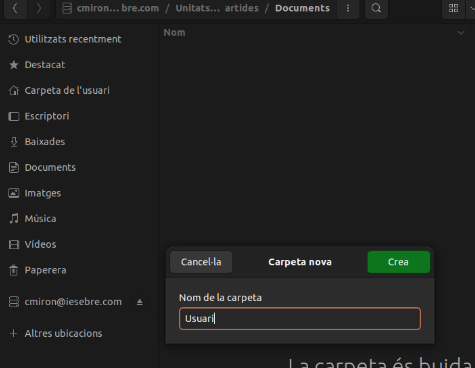 cmiron... bre.com / Unitats... artides / Documents
Nom
Utilitzats recentment
Destacat
Carpeta de l'usuari
Escriptori
Baixades
Documents
Imatges
Música
Vídeos
Paperera
cmiron@iesebre.com
Altres ubicacions
Cancel·la
Carpeta nova
Crea
Nom de la carpeta
Usuari
La carpeta és buida